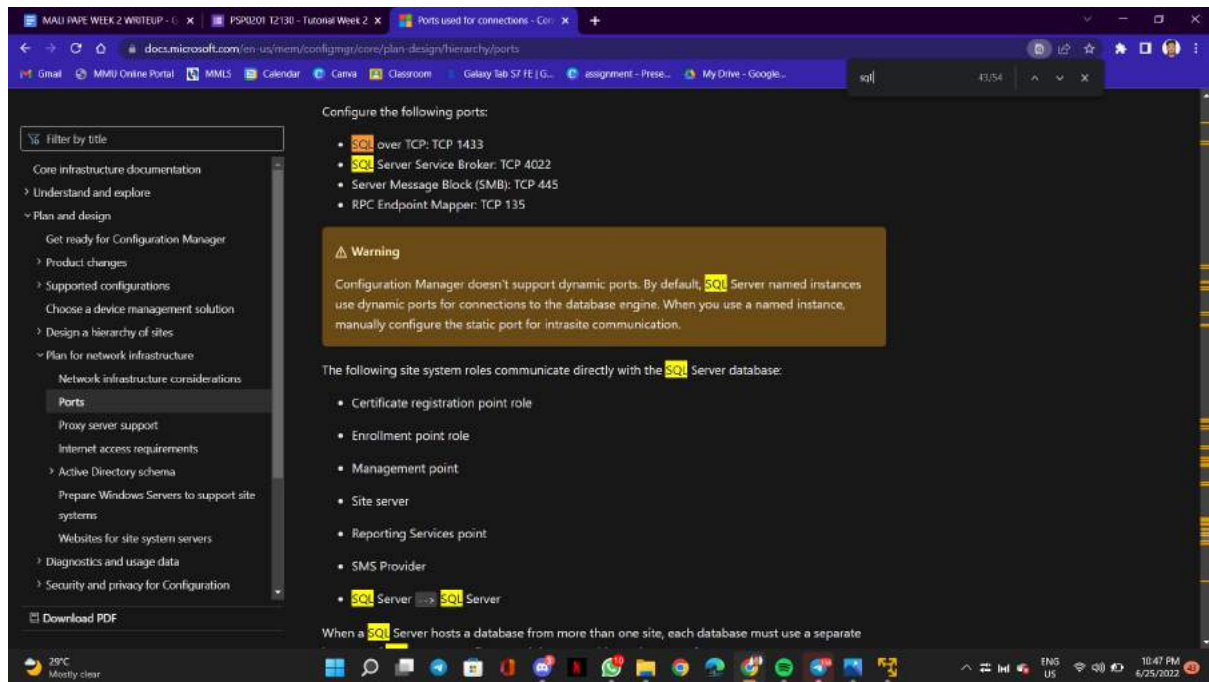 MALI PAPE WEEK 2 WRITEUP - G
PSP0201 T2130 - Tutorial Week 2
Ports used for connections - Con
docs.microsoft.com/en-us/mem/configmgr/core/plan-design/hierarchy/ports
Gmail
MMU Online Portal
MMLS
Calendar
Canva
Classroom
Galaxy Tab S7 FE | G...
assignment - Prese...
My Drive - Google...
sql
43/54
Filter by title
Core infrastructure documentation
Understand and explore
Plan and design
Get ready for Configuration Manager
Product changes
Supported configurations
Choose a device management solution
Design a hierarchy of sites
Plan for network infrastructure
Network infrastructure considerations
Ports
Proxy server support
Internet access requirements
Active Directory schema
Prepare Windows Servers to support site
systems
Websites for site system servers
Diagnostics and usage data
Security and privacy for Configuration
Download PDF
Configure the following ports:
• SQL over TCP: TCP 1433
• SQL Server Service Broker: TCP 4022
• Server Message Block (SMB): TCP 445
• RPC Endpoint Mapper: TCP 135
⚠ Warning
Configuration Manager doesn't support dynamic ports. By default, SQL Server named instances
use dynamic ports for connections to the database engine. When you use a named instance,
manually configure the static port for intrasite communication.
The following site system roles communicate directly with the SQL Server database:
• Certificate registration point role
• Enrollment point role
• Management point
• Site server
• Reporting Services point
• SMS Provider
• SQL Server --> SQL Server
When a SQL Server hosts a database from more than one site, each database must use a separate
29°C
Mostly clear
ENG
US
10:47 PM
6/25/2022